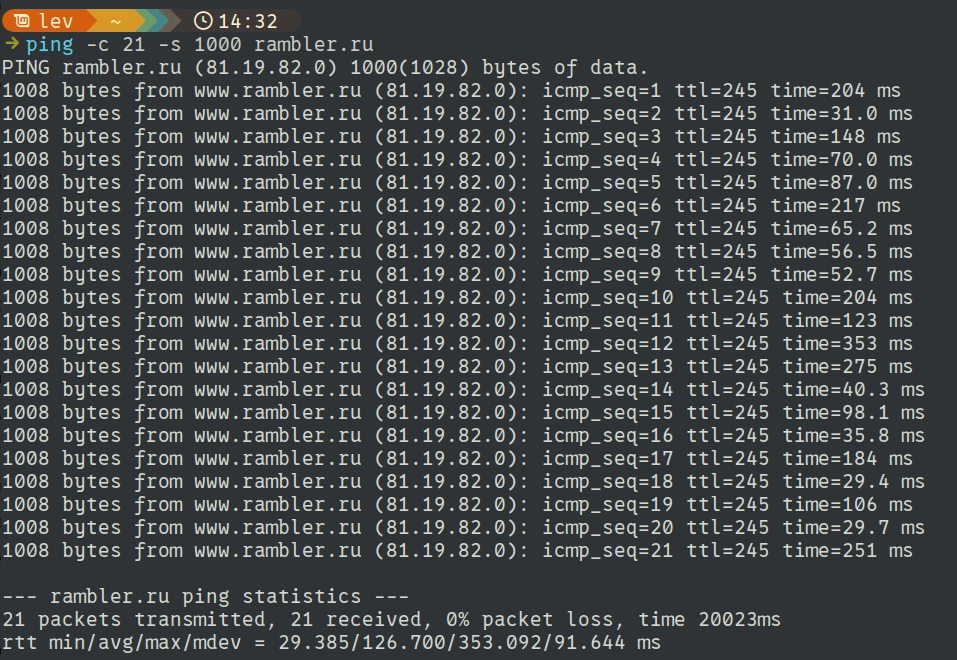 lev ~ 14:32
→ ping -c 21 -s 1000 rambler.ru
PING rambler.ru (81.19.82.0) 1000(1028) bytes of data.
1008 bytes from www.rambler.ru (81.19.82.0): icmp_seq=1 ttl=245 time=204 ms
1008 bytes from www.rambler.ru (81.19.82.0): icmp_seq=2 ttl=245 time=31.0 ms
1008 bytes from www.rambler.ru (81.19.82.0): icmp_seq=3 ttl=245 time=148 ms
1008 bytes from www.rambler.ru (81.19.82.0): icmp_seq=4 ttl=245 time=70.0 ms
1008 bytes from www.rambler.ru (81.19.82.0): icmp_seq=5 ttl=245 time=87.0 ms
1008 bytes from www.rambler.ru (81.19.82.0): icmp_seq=6 ttl=245 time=217 ms
1008 bytes from www.rambler.ru (81.19.82.0): icmp_seq=7 ttl=245 time=65.2 ms
1008 bytes from www.rambler.ru (81.19.82.0): icmp_seq=8 ttl=245 time=56.5 ms
1008 bytes from www.rambler.ru (81.19.82.0): icmp_seq=9 ttl=245 time=52.7 ms
1008 bytes from www.rambler.ru (81.19.82.0): icmp_seq=10 ttl=245 time=204 ms
1008 bytes from www.rambler.ru (81.19.82.0): icmp_seq=11 ttl=245 time=123 ms
1008 bytes from www.rambler.ru (81.19.82.0): icmp_seq=12 ttl=245 time=353 ms
1008 bytes from www.rambler.ru (81.19.82.0): icmp_seq=13 ttl=245 time=275 ms
1008 bytes from www.rambler.ru (81.19.82.0): icmp_seq=14 ttl=245 time=40.3 ms
1008 bytes from www.rambler.ru (81.19.82.0): icmp_seq=15 ttl=245 time=98.1 ms
1008 bytes from www.rambler.ru (81.19.82.0): icmp_seq=16 ttl=245 time=35.8 ms
1008 bytes from www.rambler.ru (81.19.82.0): icmp_seq=17 ttl=245 time=184 ms
1008 bytes from www.rambler.ru (81.19.82.0): icmp_seq=18 ttl=245 time=29.4 ms
1008 bytes from www.rambler.ru (81.19.82.0): icmp_seq=19 ttl=245 time=106 ms
1008 bytes from www.rambler.ru (81.19.82.0): icmp_seq=20 ttl=245 time=29.7 ms
1008 bytes from www.rambler.ru (81.19.82.0): icmp_seq=21 ttl=245 time=251 ms
--- rambler.ru ping statistics ---
21 packets transmitted, 21 received, 0% packet loss, time 20023ms
rtt min/avg/max/mdev = 29.385/126.700/353.092/91.644 ms